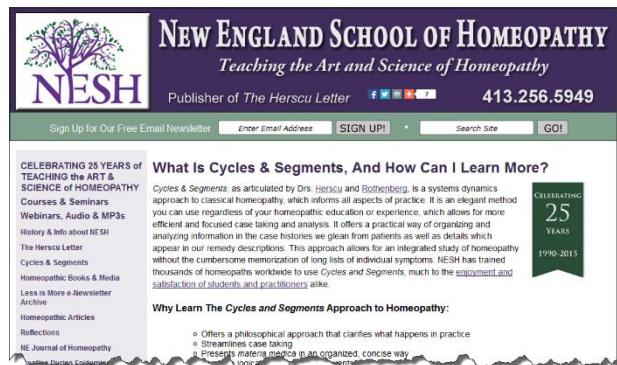 NESH
NEW ENGLAND SCHOOL OF HOMEOPATHY
Teaching the Art and Science of Homeopathy
Publisher of The Herscu Letter
7
413.256.5949
Sign Up for Our Free Email Newsletter
Enter Email Address
SIGN UP!
Search Site
GO!
CELEBRATING 25 YEARS of
TEACHING the ART &
SCIENCE of HOMEOPATHY
Courses & Seminars
Webinars, Audio & MP3s
History & Info about NESH
The Herscu Letter
Cycles & Segments
Homeopathic Books & Media
Less is More e-Newsletter
Archive
Homeopathic Articles
Reflections
NE Journal of Homeopathy
What Is Cycles & Segments, And How Can I Learn More?
Cycles & Segments, as articulated by Drs. Herscu and Rothenberg, is a systems dynamics
approach to classical homeopathy, which informs all aspects of practice. It is an elegant method
you can use regardless of your homeopathic education or experience, which allows for more
efficient and focused case taking and analysis. It offers a practical way of organizing and
analyzing information in the case histories we glean from patients as well as details which
appear in our remedy descriptions. This approach allows for an integrated study of homeopathy
without the cumbersome memorization of long lists of individual symptoms. NESH has trained
thousands of homeopaths worldwide to use Cycles and Segments, much to the enjoyment and
satisfaction of students and practitioners alike.
CELEBRATING
25
YEARS
1990-2015
Why Learn The Cycles and Segments Approach to Homeopathy:
Offers a philosophical approach that clarifies what happens in practice
Streamlines case taking
Presents materia medica in an organized, concise way